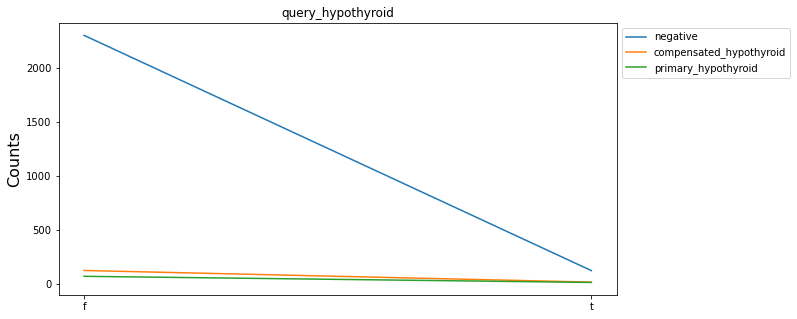 query_hypothyroid
negative
compensated_hypothyroid
primary_hypothyroid
Counts
2000
1500
1000
500
0
f
t